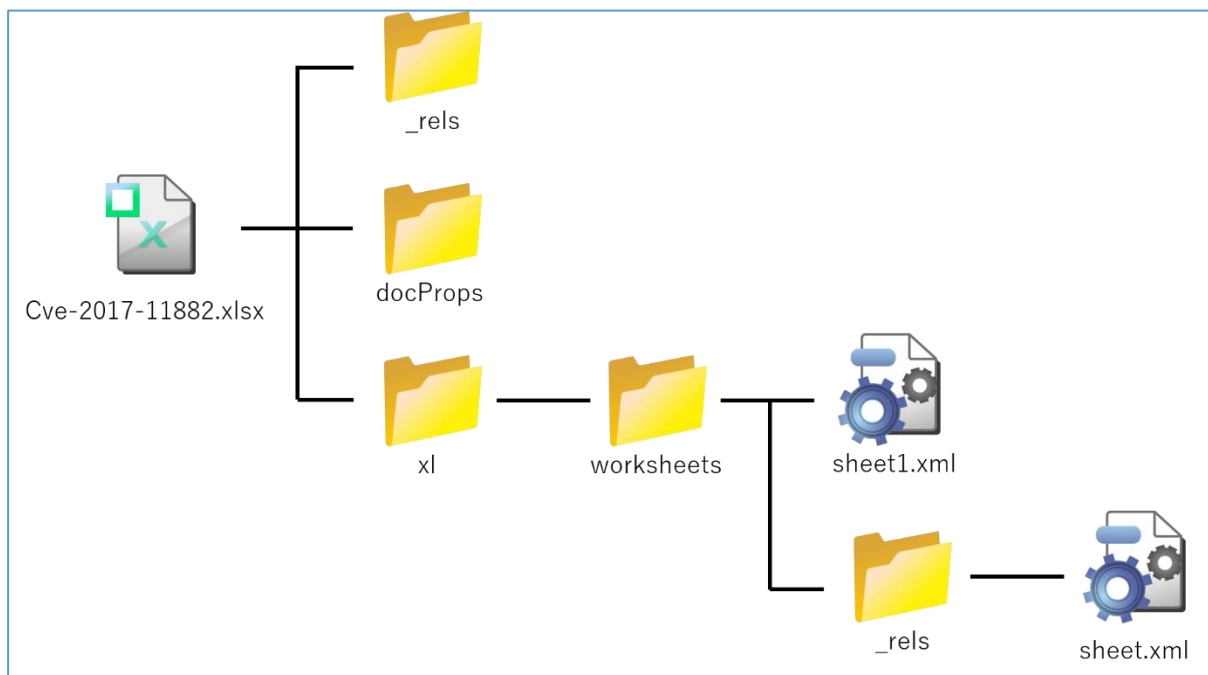 _rels
Cve-2017-11882.xlsx
docProps
xl
worksheets
sheet1.xml
_rels
sheet.xml